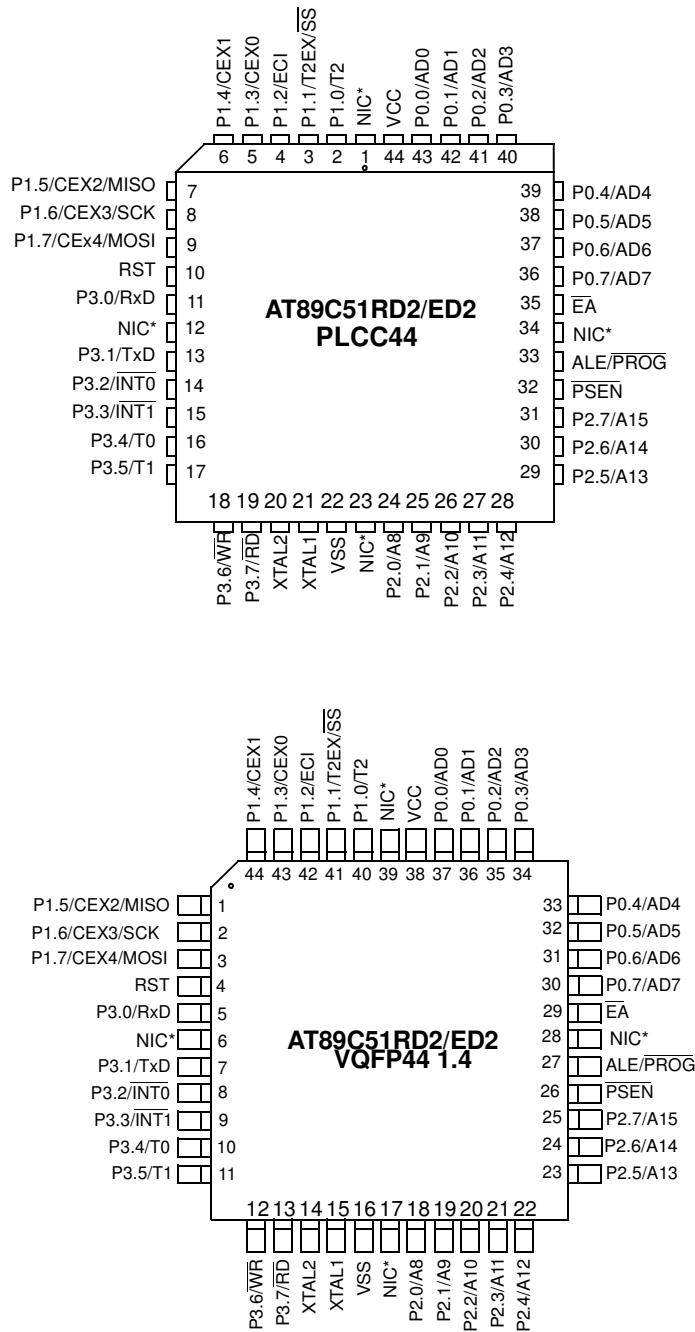 P1.4/CEX1
P1.3/CEX0
P1.2/ECI
P1.1/T2EX/S̅S̅
P1.0/T2
NIC*
VCC
P0.0/AD0
P0.1/AD1
P0.2/AD2
P0.3/AD3
6 5 4 3 2 1 44 43 42 41 40
P1.5/CEX2/MISO 7 39 P0.4/AD4
P1.6/CEX3/SCK 8 38 P0.5/AD5
P1.7/CEx4/MOSI 9 37 P0.6/AD6
RST 10 36 P0.7/AD7
P3.0/RxD 11 35 E̅A̅
NIC* 12 34 NIC*
P3.1/TxD 13 33 ALE/P̅R̅O̅G̅
P3.2/I̅N̅T̅0̅ 14 32 P̅S̅E̅N̅
P3.3/I̅N̅T̅1̅ 15 31 P2.7/A15
P3.4/T0 16 30 P2.6/A14
P3.5/T1 17 29 P2.5/A13
AT89C51RD2/ED2
PLCC44
18 19 20 21 22 23 24 25 26 27 28
P3.6/W̅R̅
P3.7/R̅D̅
XTAL2
XTAL1
VSS
NIC*
P2.0/A8
P2.1/A9
P2.2/A10
P2.3/A11
P2.4/A12
P1.4/CEX1
P1.3/CEX0
P1.2/ECI
P1.1/T2EX/S̅S̅
P1.0/T2
NIC*
VCC
P0.0/AD0
P0.1/AD1
P0.2/AD2
P0.3/AD3
44 43 42 41 40 39 38 37 36 35 34
P1.5/CEX2/MISO 1 33 P0.4/AD4
P1.6/CEX3/SCK 2 32 P0.5/AD5
P1.7/CEX4/MOSI 3 31 P0.6/AD6
RST 4 30 P0.7/AD7
P3.0/RxD 5 29 E̅A̅
NIC* 6 28 NIC*
P3.1/TxD 7 27 ALE/P̅R̅O̅G̅
P3.2/I̅N̅T̅0̅ 8 26 P̅S̅E̅N̅
P3.3/I̅N̅T̅1̅ 9 25 P2.7/A15
P3.4/T0 10 24 P2.6/A14
P3.5/T1 11 23 P2.5/A13
AT89C51RD2/ED2
VQFP44 1.4
12 13 14 15 16 17 18 19 20 21 22
P3.6/W̅R̅
P3.7/R̅D̅
XTAL2
XTAL1
VSS
NIC*
P2.0/A8
P2.1/A9
P2.2/A10
P2.3/A11
P2.4/A12